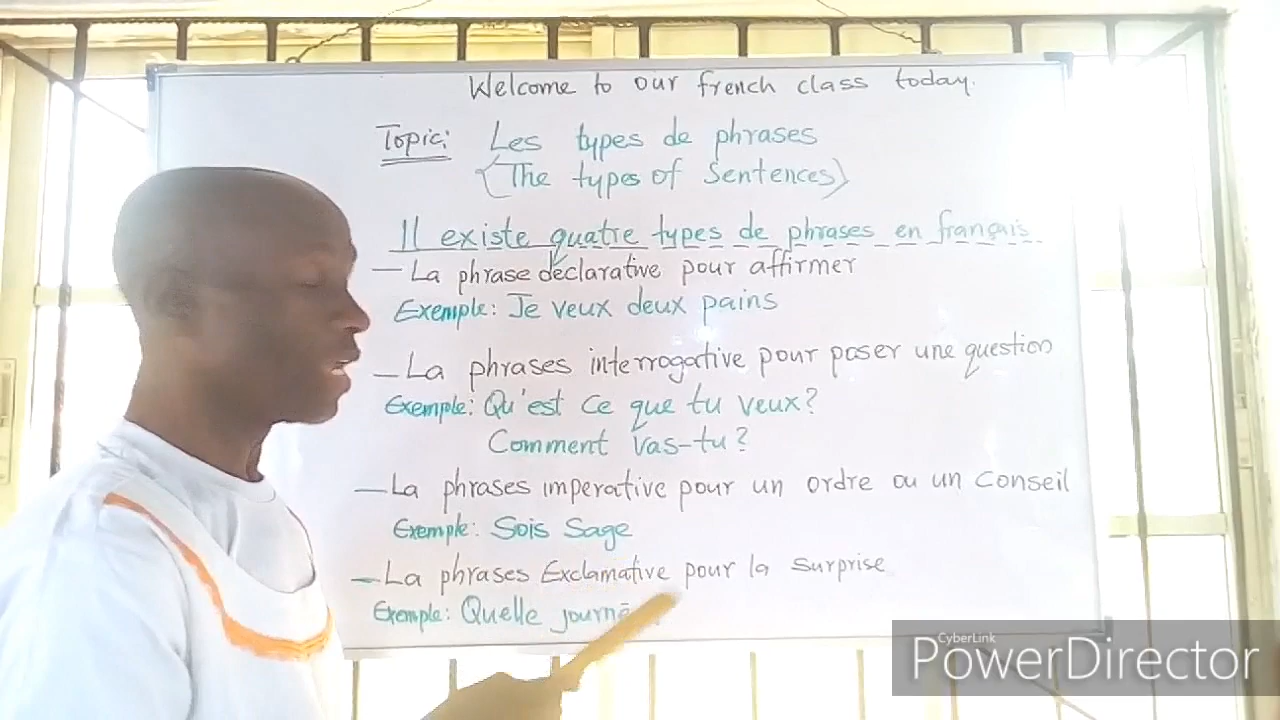 Welcome to our french class today.
Topic: Les types de phrases
(The types of Sentences)
Il existe quatre types de phrases en français
— La phrase déclarative pour affirmer
Exemple: Je veux deux pains
— La phrases interrogative pour poser une question
Exemple: Qu'est ce que tu veux?
Comment vas-tu?
— La phrases imperative pour un ordre ou un Conseil
Exemple: Sois Sage
— La phrases Exclamative pour la surprise
Exemple: Quelle
CyberLink
PowerDirector